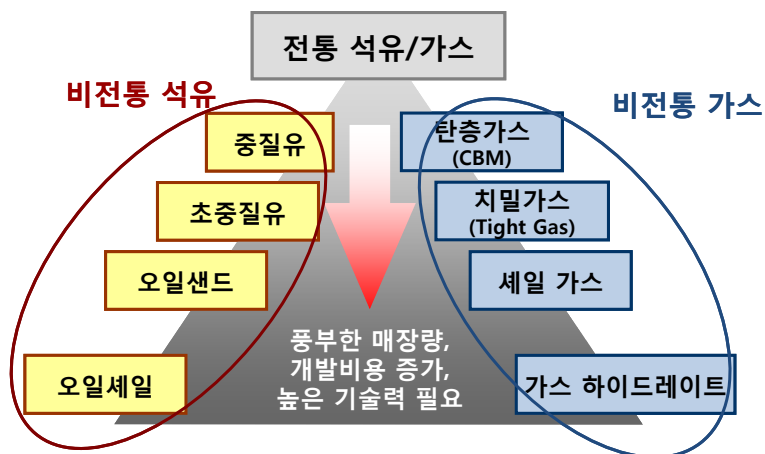 전통 석유/가스
비전통 석유
비전통 가스
중질유
초중질유
오일샌드
오일셰일
탄층가스
(CBM)
치밀가스
(Tight Gas)
셰일 가스
가스 하이드레이트
풍부한 매장량,
개발비용 증가,
높은 기술력 필요